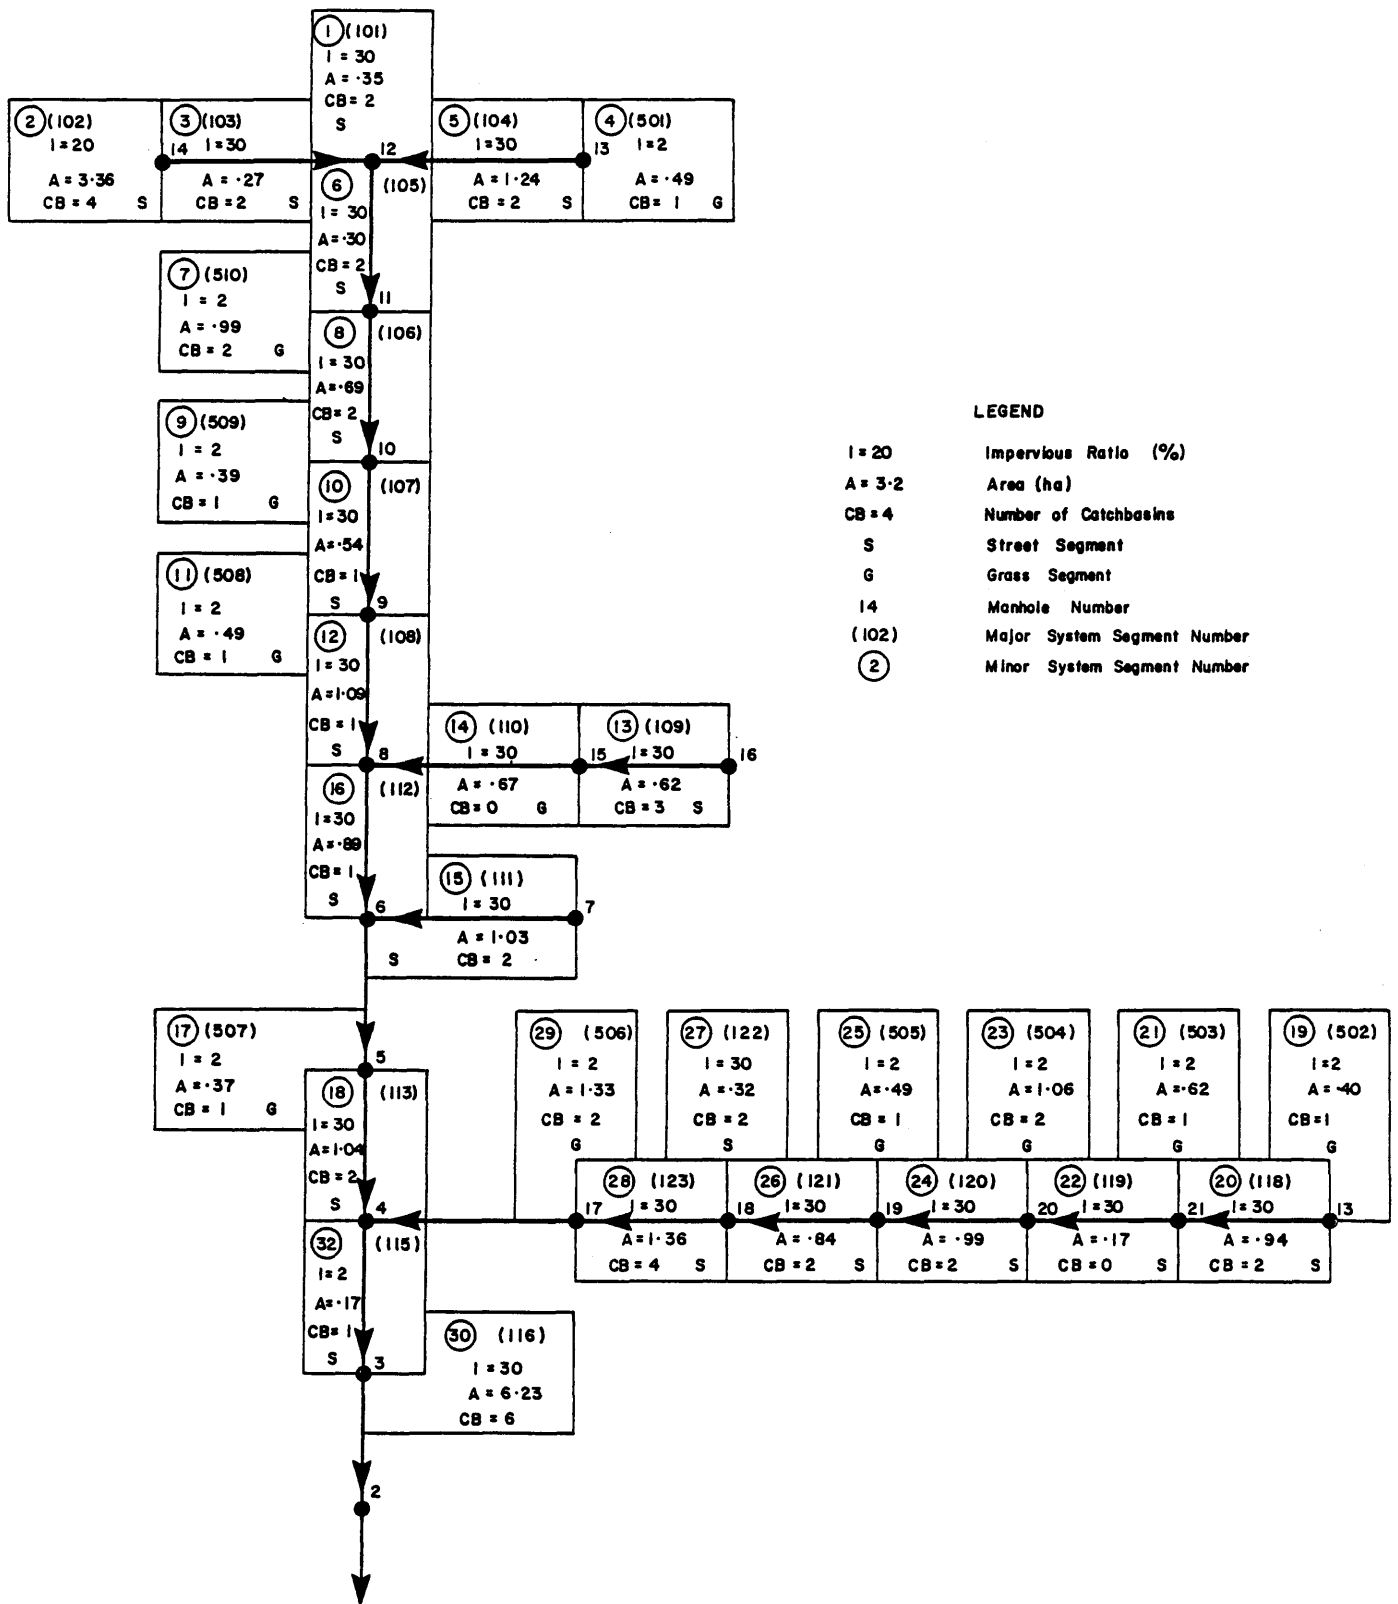 1 (101)
I = 30
A = .35
CB = 2
S
2 (102)
I = 20
A = 3.36
CB = 4 S
3 (103)
14 I = 30
A = .27
CB = 2 S
12
5 (104)
I = 30
A = 1.24
CB = 2 S
4 (501)
13 I = 2
A = .49
CB = 1 G
6 (105)
I = 30
A = .30
CB = 2
S
11
7 (510)
I = 2
A = .99
CB = 2 G
8 (106)
I = 30
A = .69
CB = 2
S
10
9 (509)
I = 2
A = .39
CB = 1 G
10 (107)
I = 30
A = .54
CB = 1
S 9
11 (508)
I = 2
A = .49
CB = 1 G
12 (108)
I = 30
A = 1.09
CB = 1
S 8
LEGEND
I = 20 Impervious Ratio (%)
A = 3.2 Area (ha)
CB = 4 Number of Catchbasins
S Street Segment
G Grass Segment
14 Manhole Number
(102) Major System Segment Number
2 Minor System Segment Number
14 (110)
I = 30
A = .67
CB = 0 G
13 (109)
15 I = 30 16
A = .62
CB = 3 S
16 (112)
I = 30
A = .89
CB = 1
S 6
15 (111)
I = 30 7
A = 1.03
S CB = 2
17 (507)
I = 2
A = .37
CB = 1 G
5
18 (113)
I = 30
A = 1.04
CB = 2
S 4
29 (506)
I = 2
A = 1.33
CB = 2
G
27 (122)
I = 30
A = .32
CB = 2
S
25 (505)
I = 2
A = .49
CB = 1
G
23 (504)
I = 2
A = 1.06
CB = 2
G
21 (503)
I = 2
A = .62
CB = 1
G
19 (502)
I = 2
A = .40
CB = 1
G
28 (123)
17 I = 30
A = 1.36
CB = 4 S
26 (121)
18 I = 30
A = .84
CB = 2 S
24 (120)
19 I = 30
A = .99
CB = 2 S
22 (119)
20 I = 30
A = .17
CB = 0 S
20 (118)
21 I = 30 13
A = .94
CB = 2 S
32 (115)
I = 2
A = .17
CB = 1
S 3
30 (116)
I = 30
A = 6.23
CB = 6
2